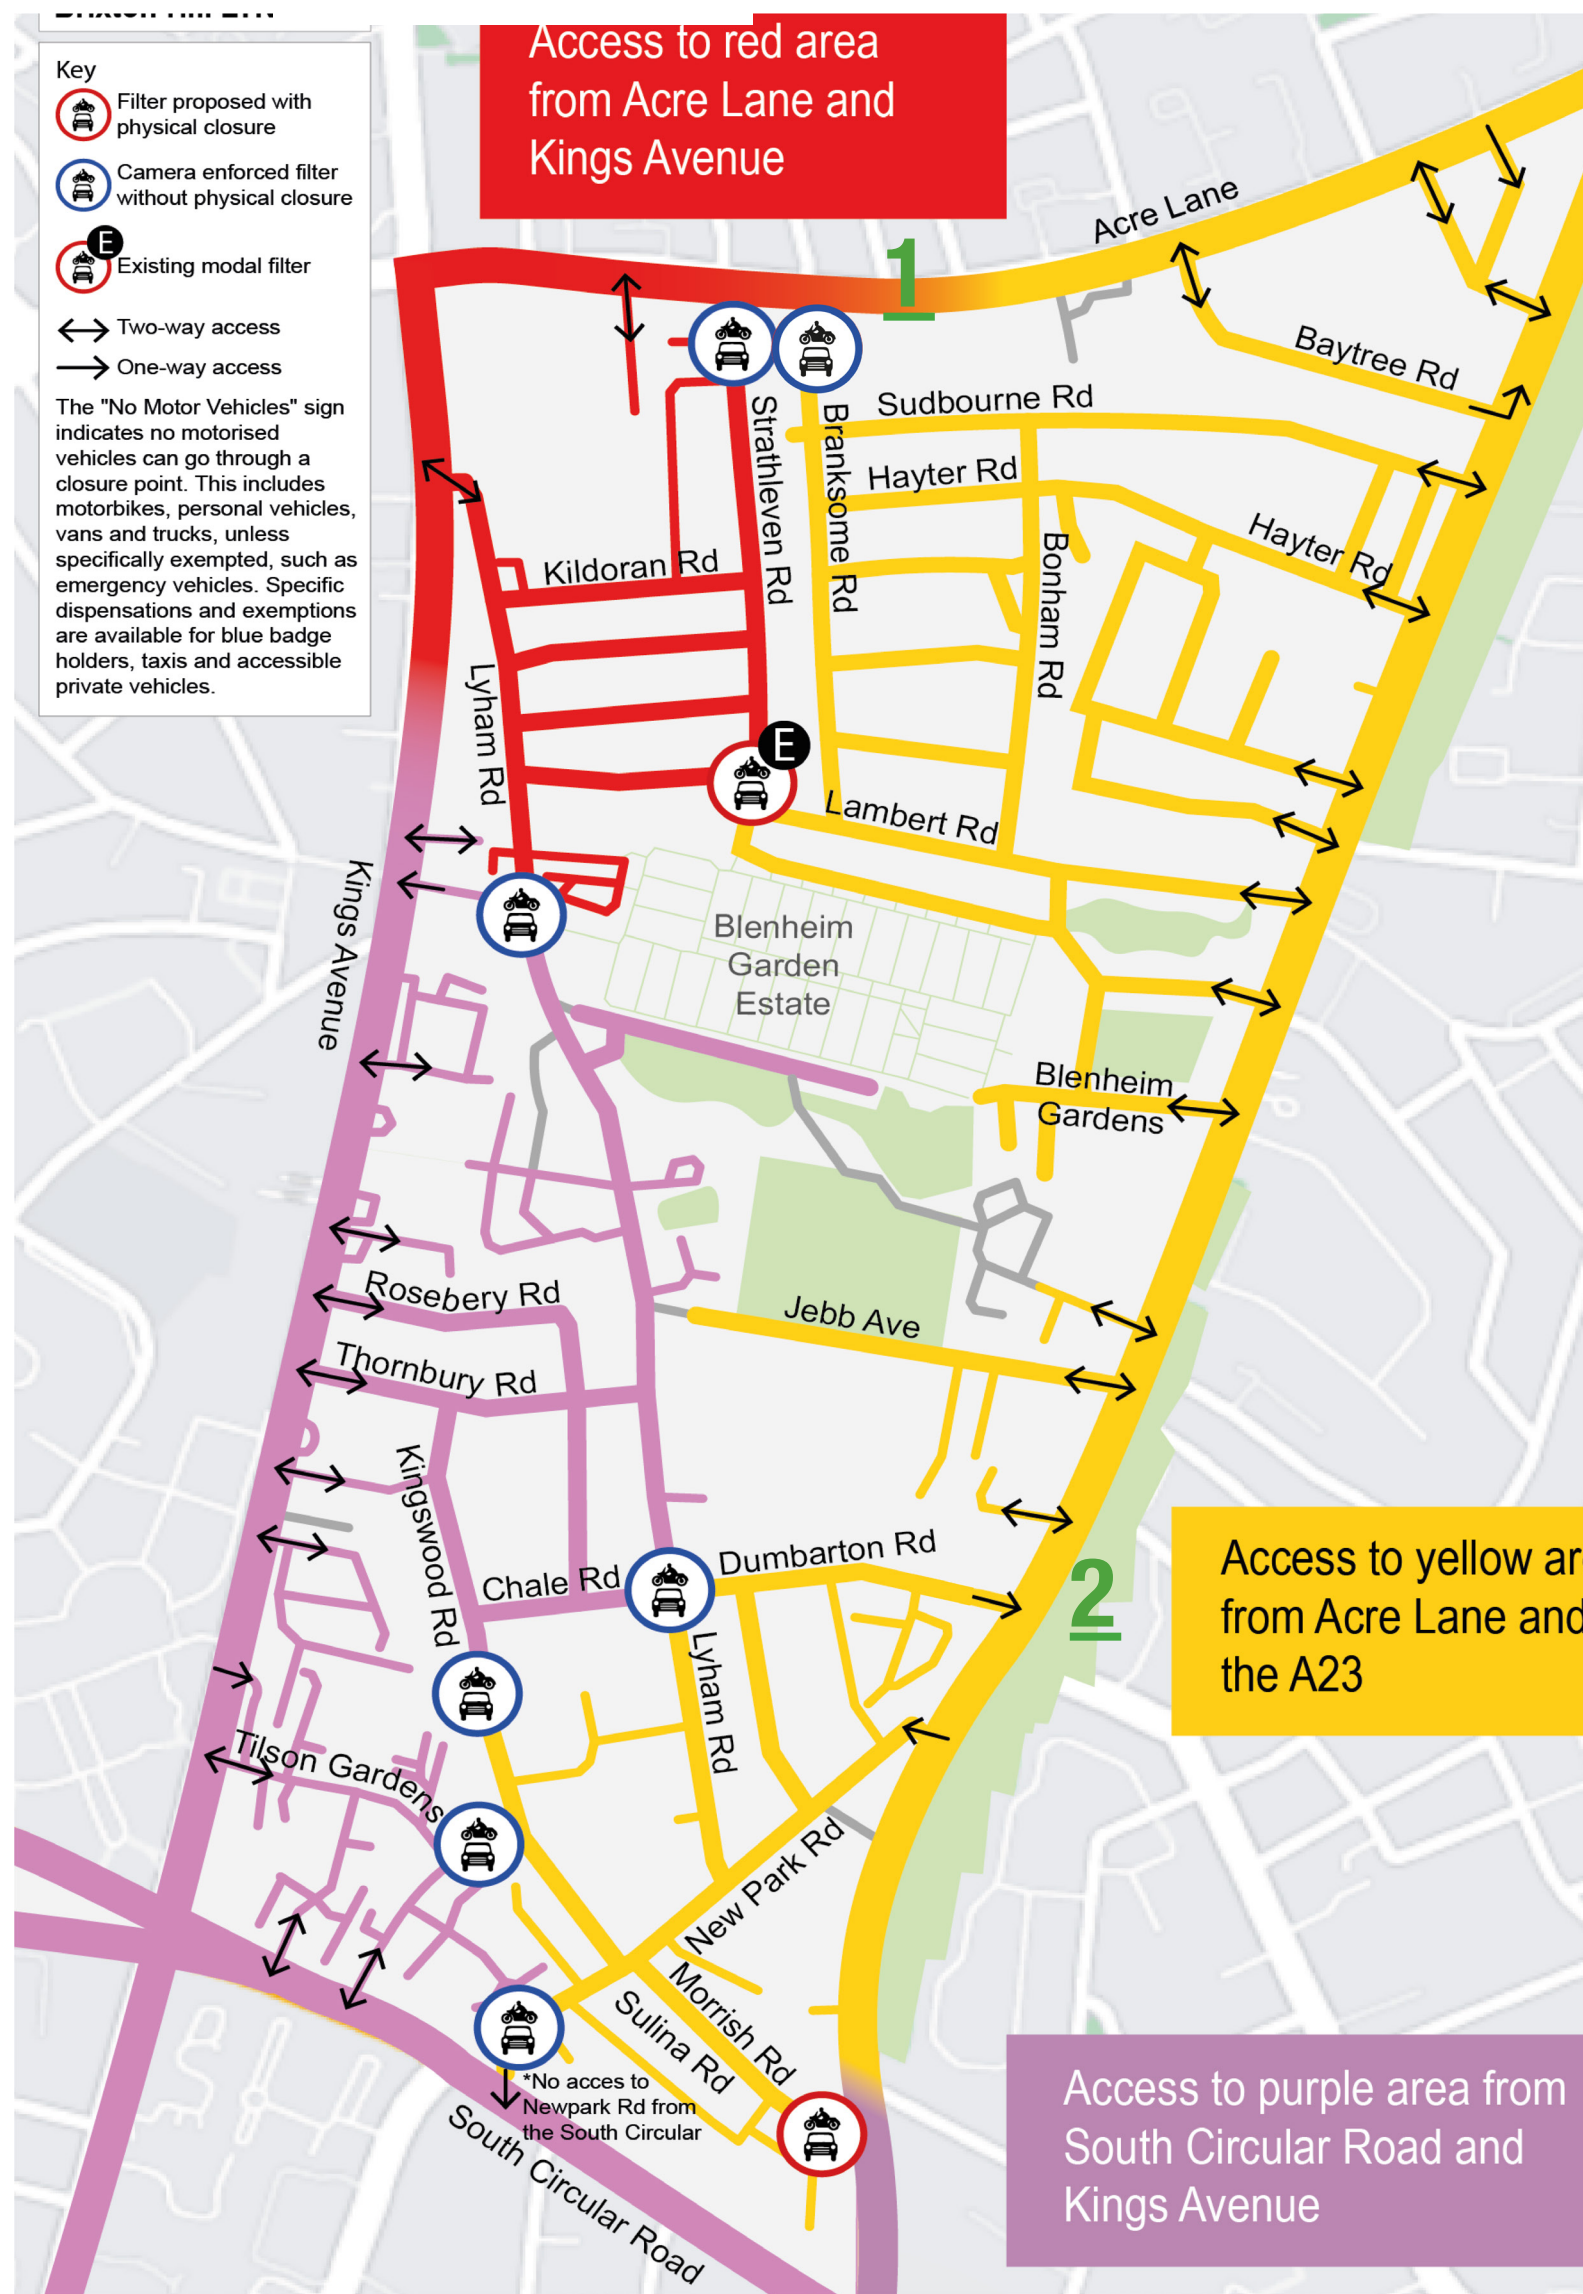 Key
Filter proposed with
physical closure
Camera enforced filter
without physical closure
E
Existing modal filter
Two-way access
One-way access
The "No Motor Vehicles" sign
indicates no motorised
vehicles can go through a
closure point. This includes
motorbikes, personal vehicles,
vans and trucks, unless
specifically exempted, such as
emergency vehicles. Specific
dispensations and exemptions
are available for blue badge
holders, taxis and accessible
private vehicles.
Access to red area
from Acre Lane and
Kings Avenue
1
Acre Lane
Baytree Rd
Sudbourne Rd
Strathleven Rd
Branksome Rd
Hayter Rd
Hayter Rd
Bonham Rd
Kildoran Rd
Lyham Rd
E
Lambert Rd
Kings Avenue
Blenheim
Garden
Estate
Blenheim
Gardens
Rosebery Rd
Jebb Ave
Thornbury Rd
Kingswood Rd
Chale Rd
Dumbarton Rd
2
Access to yellow ar
from Acre Lane and
the A23
Lyham Rd
Tilson Gardens
New Park Rd
Morrish Rd
Sulina Rd
*No acces to
Newpark Rd from
the South Circular
South Circular Road
Access to purple area from
South Circular Road and
Kings Avenue